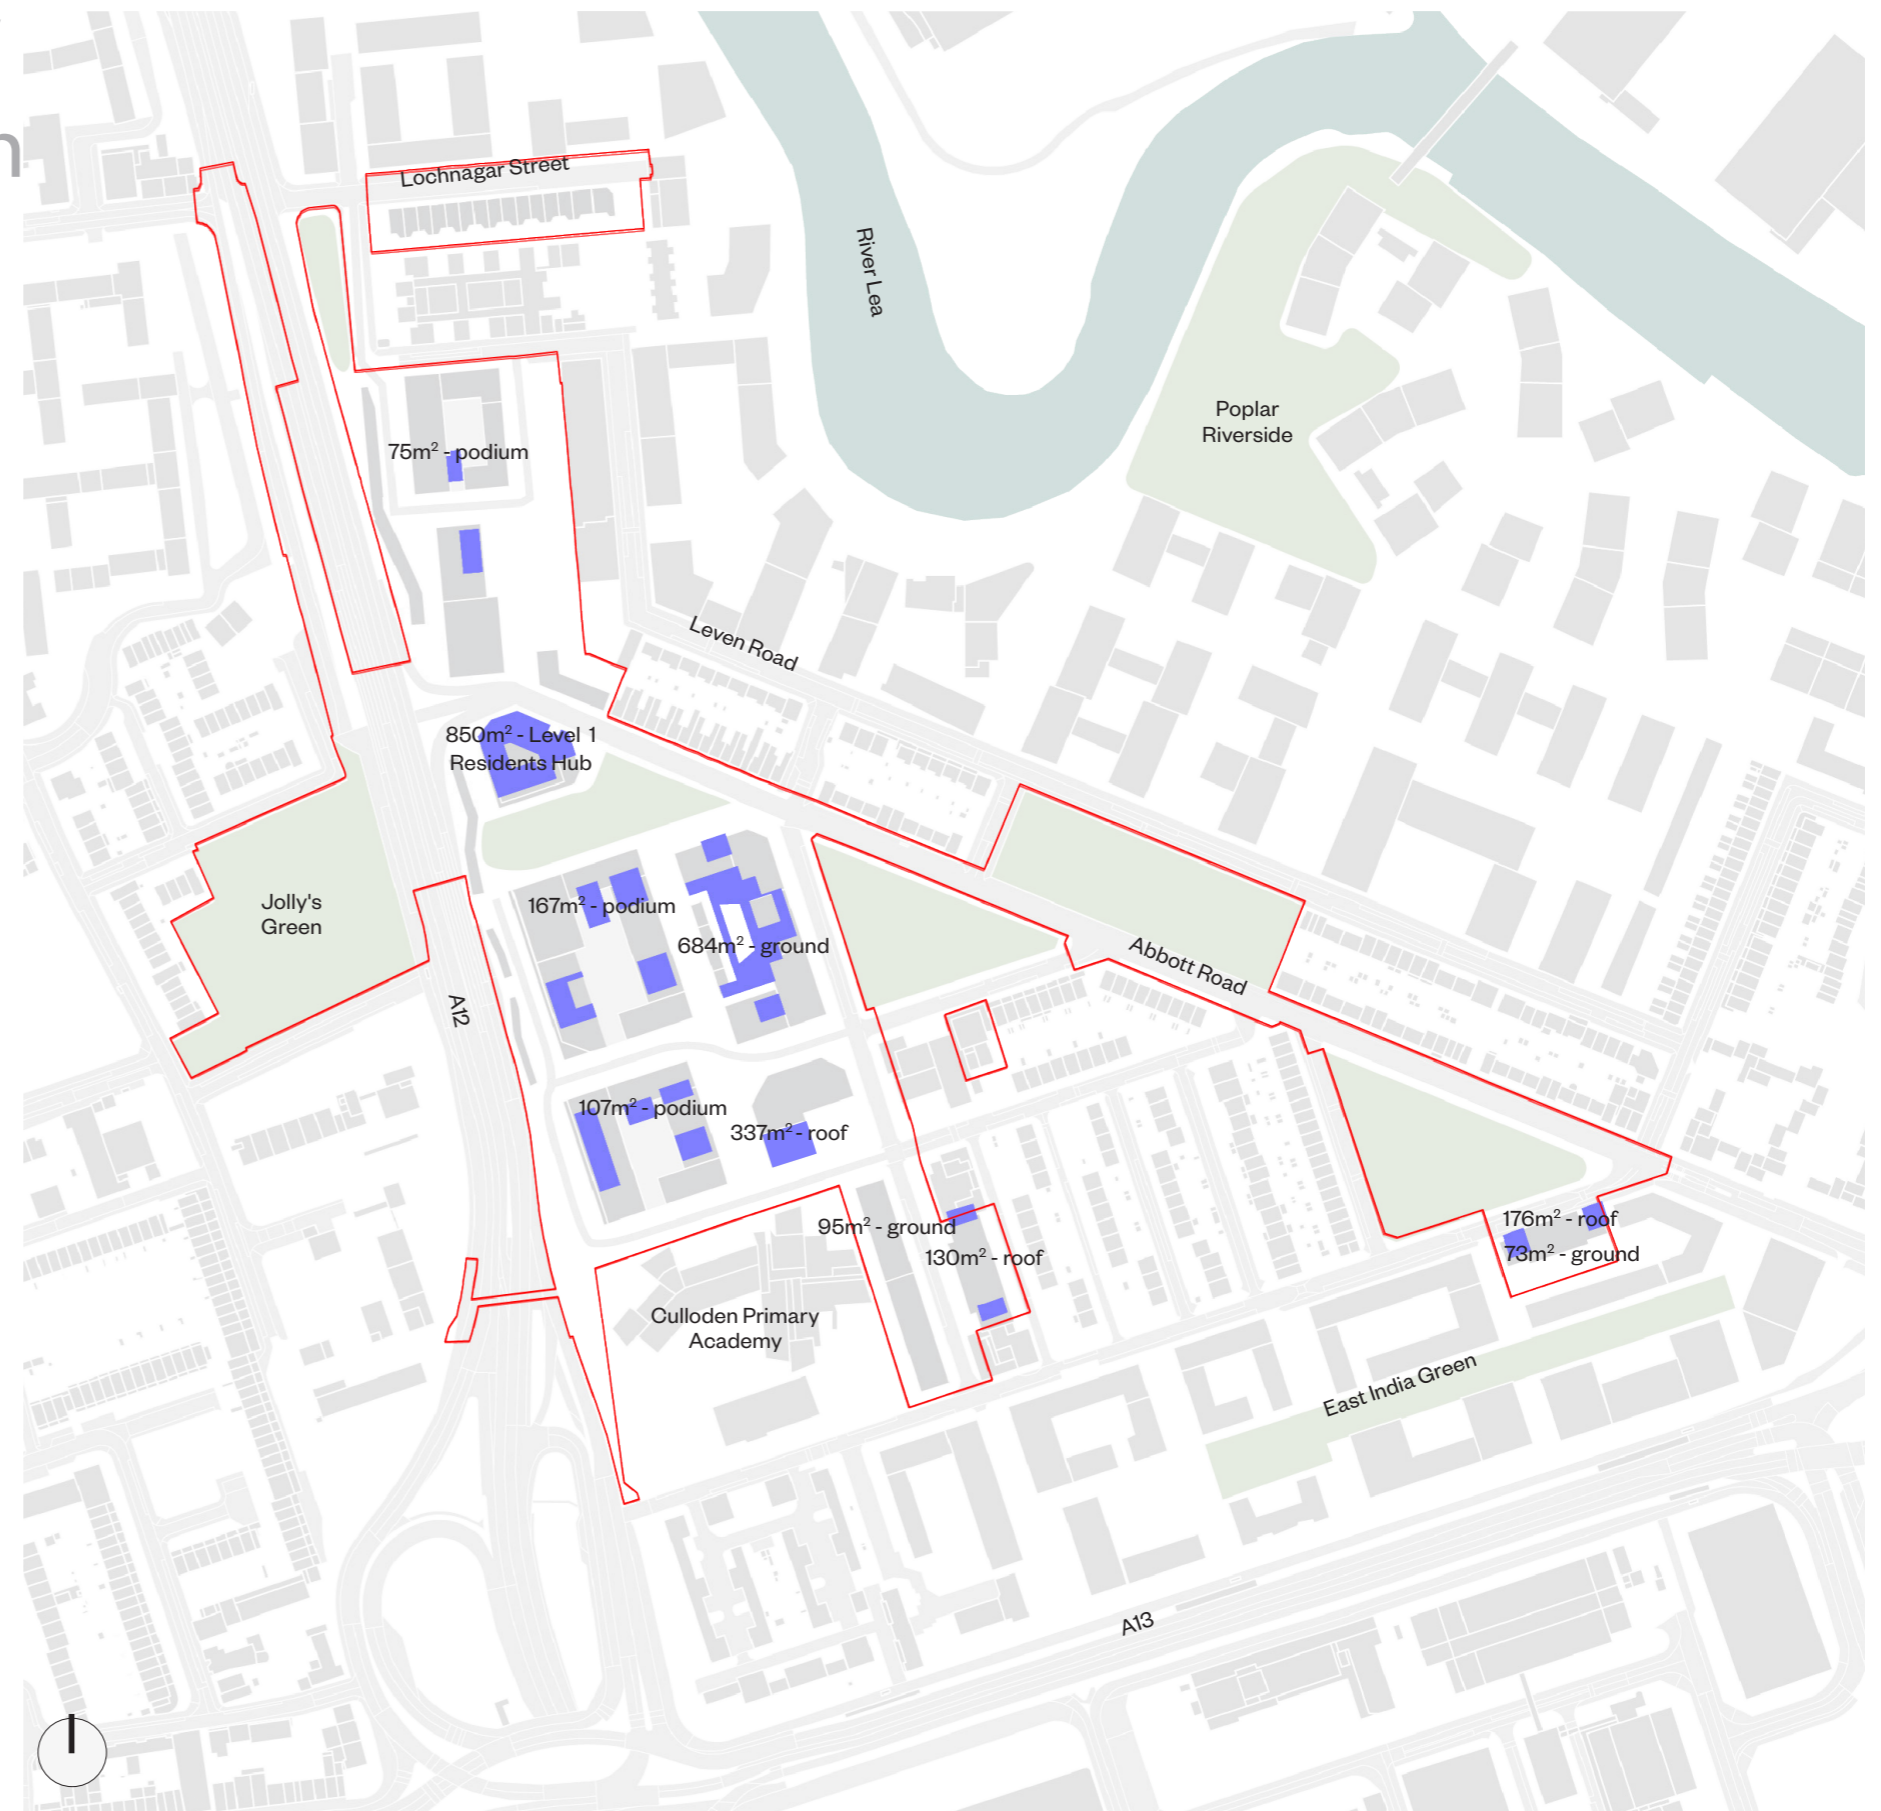 n
Lochnagar Street
River Lea
Poplar
Riverside
75m² - podium
Leven Road
850m² - Level 1
Residents Hub
Jolly's
Green
167m² - podium
684m² - ground
Abbott Road
A12
107m² - podium
337m² - roof
95m² - ground
130m² - roof
176m² - roof
73m² - ground
Culloden Primary
Academy
East India Green
A13